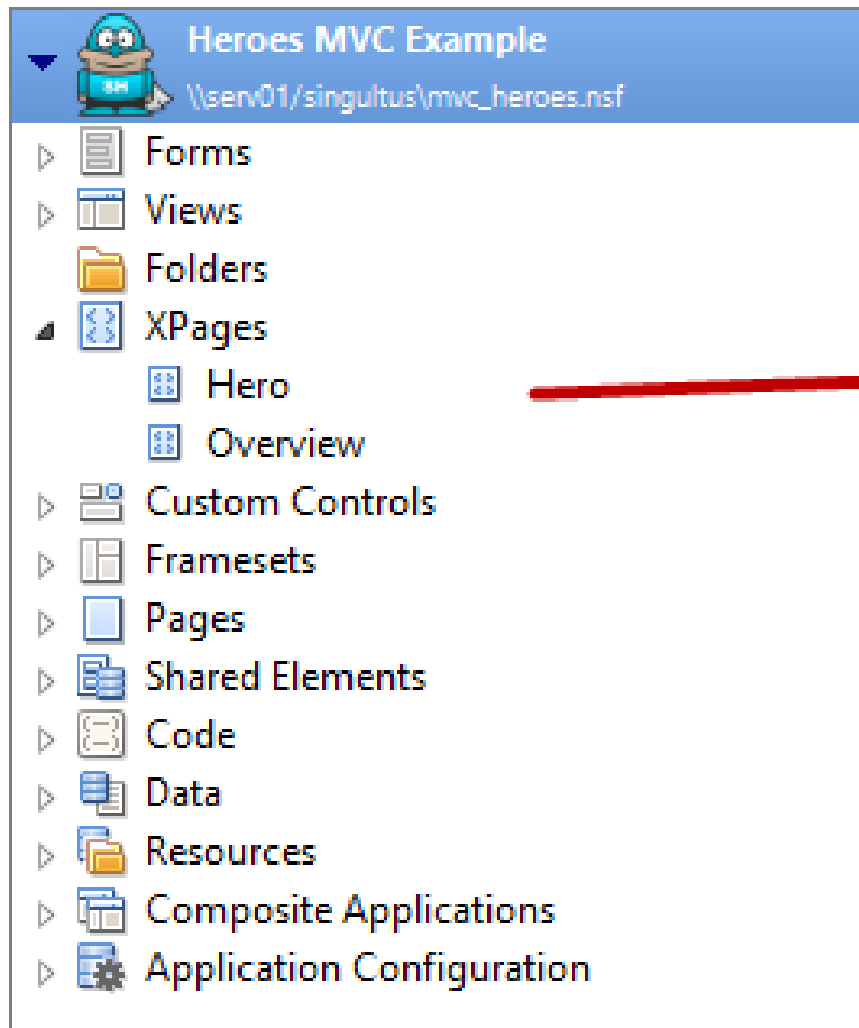 Heroes MVC Example
\\serv01/singultus\mvc_heroes.nsf
SH
Forms
Views
Folders
XPages
Hero
Overview
Custom Controls
Framesets
Pages
Shared Elements
Code
Data
Resources
Composite Applications
Application Configuration